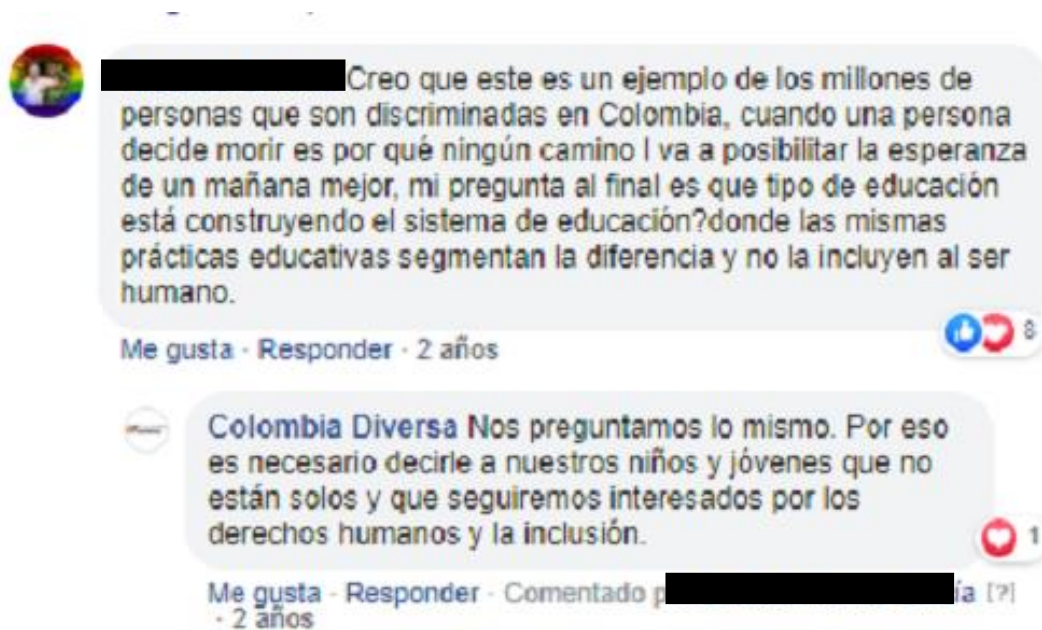 Creo que este es un ejemplo de los millones de
personas que son discriminadas en Colombia, cuando una persona
decide morir es por què ningún camino l va a posibilitar la esperanza
de un mañana mejor, mi pregunta al final es que tipo de educación
está construyendo el sistema de educación?donde las mismas
prácticas educativas segmentan la diferencia y no la incluyen al ser
humano.
8
Me gusta · Responder · 2 años
Colombia Diversa Nos preguntamos lo mismo. Por eso
es necesario decirle a nuestros niños y jóvenes que no
están solos y que seguiremos interesados por los
derechos humanos y la inclusión.
1
Me gusta · Responder · Comentado p ía [?]
· 2 años